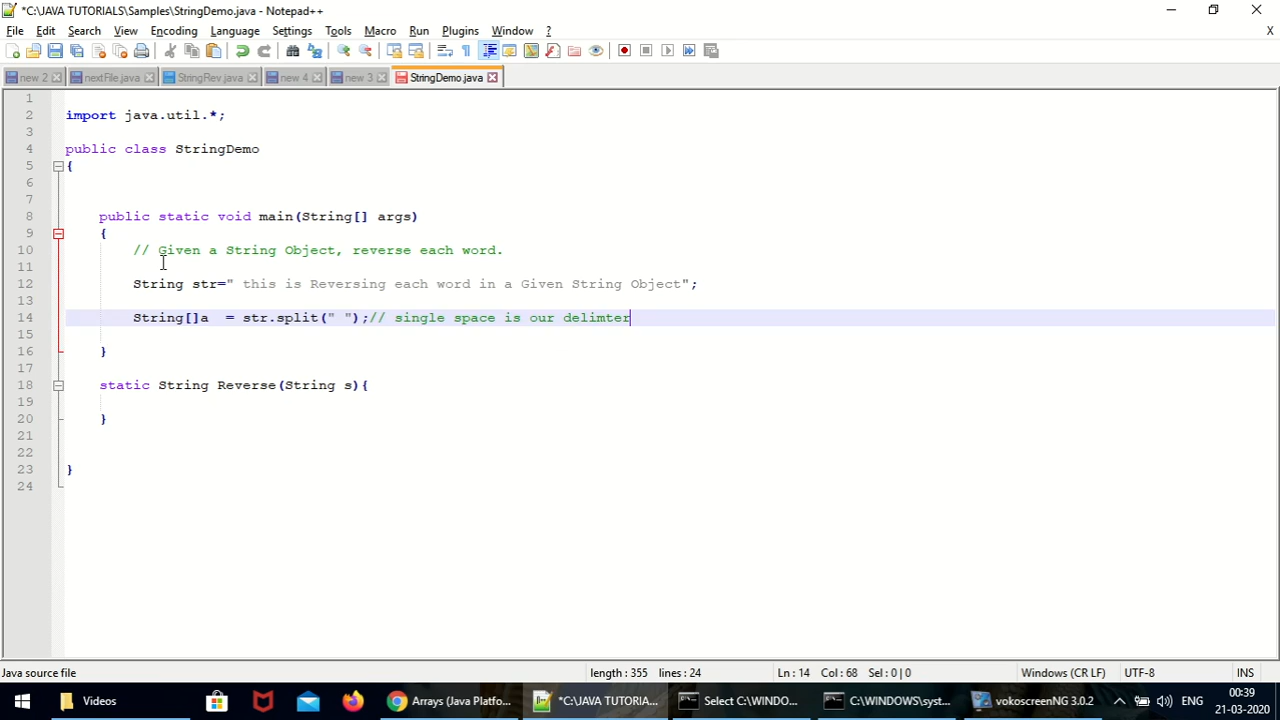 *C:\JAVA TUTORIALS\Samples\StringDemo.java - Notepad++
File Edit Search View Encoding Language Settings Tools Macro Run Plugins Window ?
X
new 2 nextFile.java StringRev.java new 4 new 3 StringDemo.java
1
2 import java.util.*;
3
4 public class StringDemo
5 {
6
7
8 public static void main(String[] args)
9 {
10 // Given a String Object, reverse each word.
11
12 String str=" this is Reversing each word in a Given String Object";
13
14 String[]a = str.split(" ");// single space is our delimter
15
16 }
17
18 static String Reverse(String s){
19
20 }
21
22
23 }
24
Java source file length : 355 lines : 24 Ln : 14 Col : 68 Sel : 0 | 0 Windows (CR LF) UTF-8 INS
Videos Arrays (Java Platfo... *C:\JAVA TUTORIA... Select C:\WINDO... C:\WINDOWS\syst... vokoscreenNG 3.0.2 ENG 00:39
21-03-2020